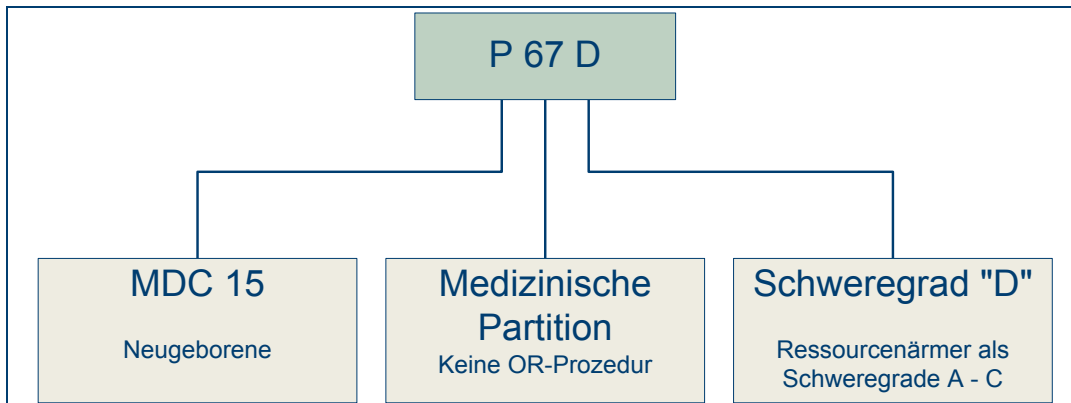 P 67 D
MDC 15
Neugeborene
Medizinische
Partition
Keine OR-Prozedur
Schweregrad "D"
Ressourcenärmer als
Schweregrade A - C